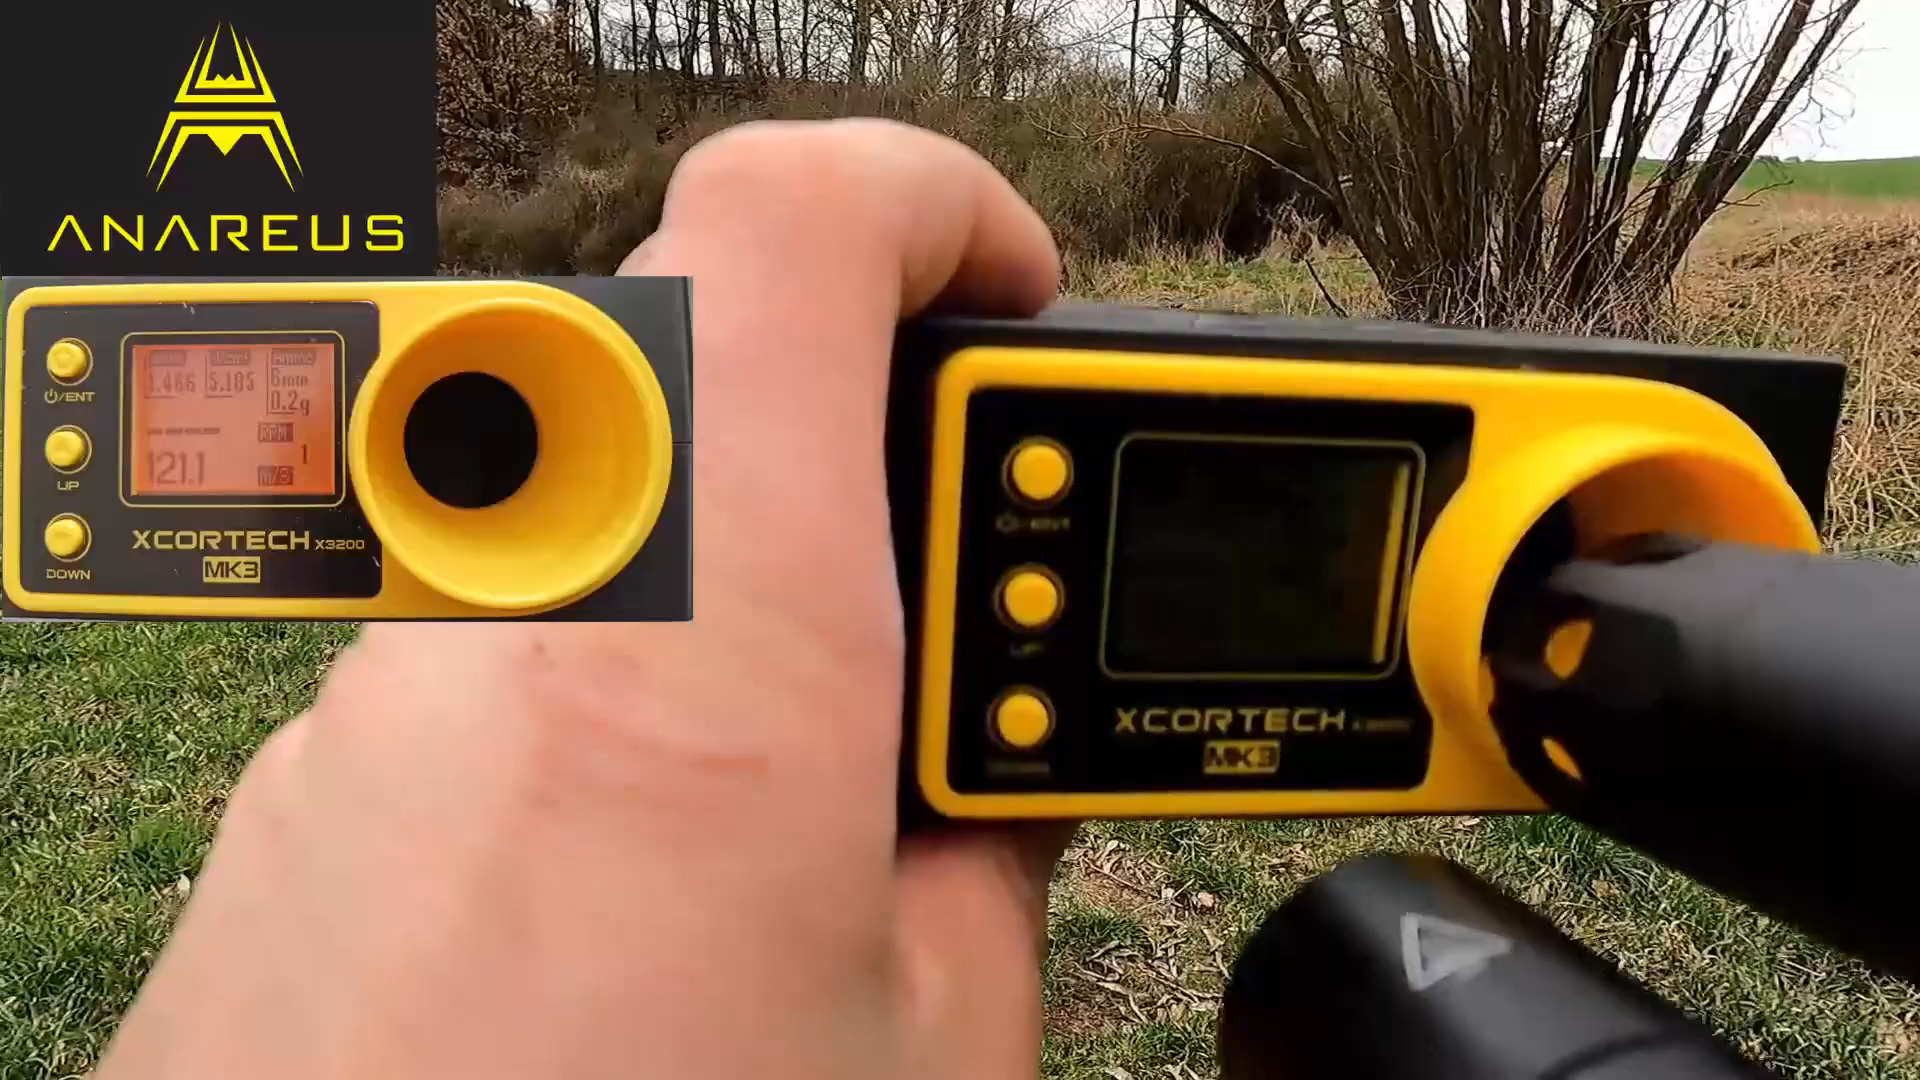 ANAREUS
1.466 5.185 6mm
0.2g
RPM
1
121.1 m/s
⏻/ENT
UP
DOWN
XCORTECH X3200
MK3
XCORTECH
MK3